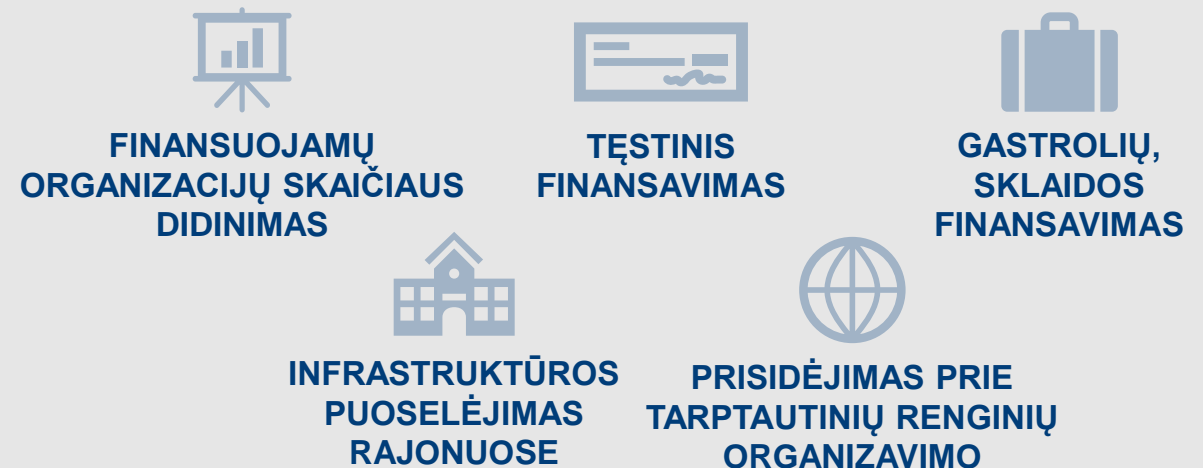 FINANSUOJAMŲ
ORGANIZACIJŲ SKAIČIAUS
DIDINIMAS
TĘSTINIS
FINANSAVIMAS
GASTROLIŲ,
SKLAIDOS
FINANSAVIMAS
INFRASTRUKTŪROS
PUOSELĖJIMAS
RAJONUOSE
PRISIDĖJIMAS PRIE
TARPTAUTINIŲ RENGINIŲ
ORGANIZAVIMO